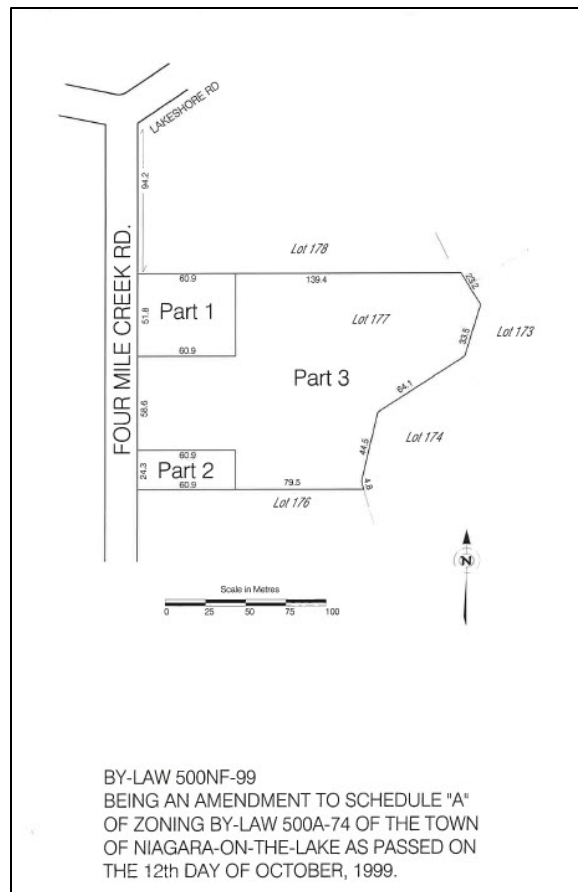 LAKESHORE RD
94.2
FOUR MILE CREEK RD.
Lot 178
60.9
139.4
23.2
51.8
Part 1
Lot 177
33.5
Lot 173
60.9
Part 3
64.1
58.6
Lot 174
44.5
60.9
24.3
Part 2
60.9
79.5
4.8
Lot 176
N
Scale in Metres
0 25 50 75 100
BY-LAW 500NF-99
BEING AN AMENDMENT TO SCHEDULE "A"
OF ZONING BY-LAW 500A-74 OF THE TOWN
OF NIAGARA-ON-THE-LAKE AS PASSED ON
THE 12th DAY OF OCTOBER, 1999.